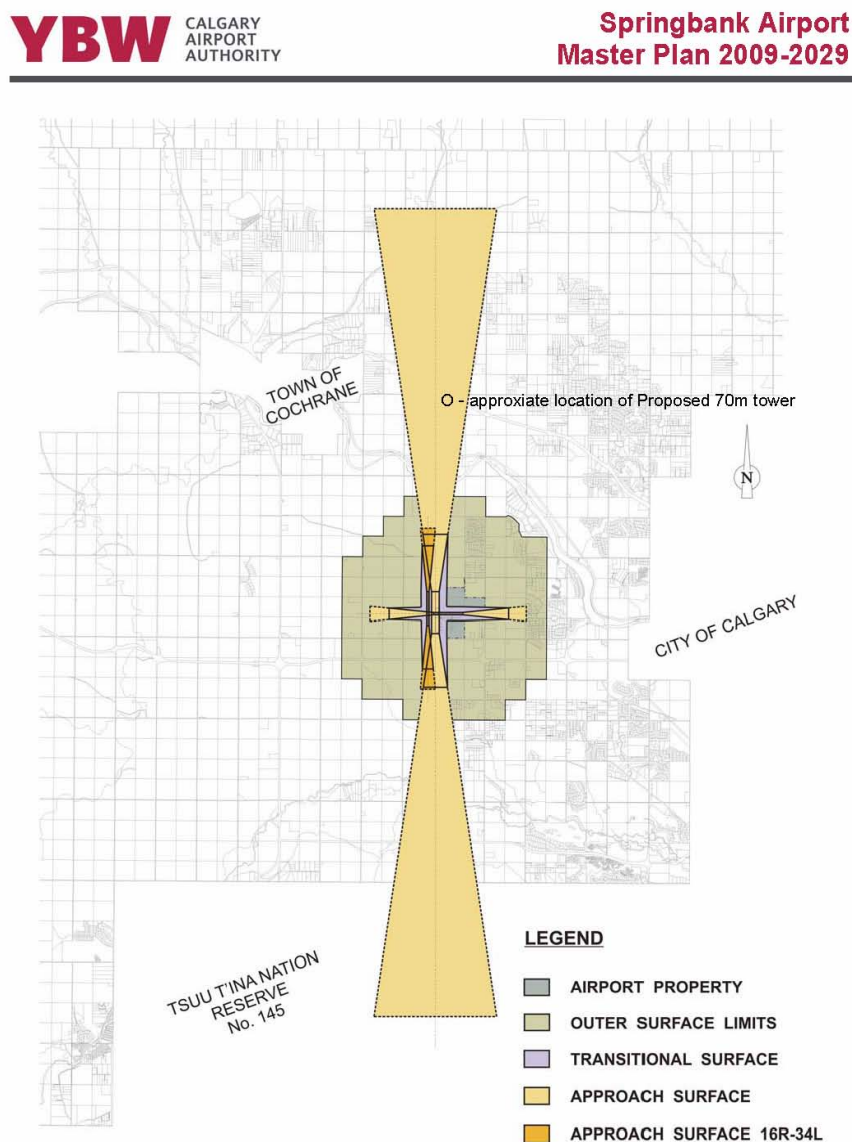 YBW CALGARY
AIRPORT
AUTHORITY
Springbank Airport
Master Plan 2009-2029
TOWN OF
COCHRANE
O - approxiate location of Proposed 70m tower
N
CITY OF CALGARY
TSUU T'INA NATION
RESERVE
No. 145
LEGEND
AIRPORT PROPERTY
OUTER SURFACE LIMITS
TRANSITIONAL SURFACE
APPROACH SURFACE
APPROACH SURFACE 16R-34L